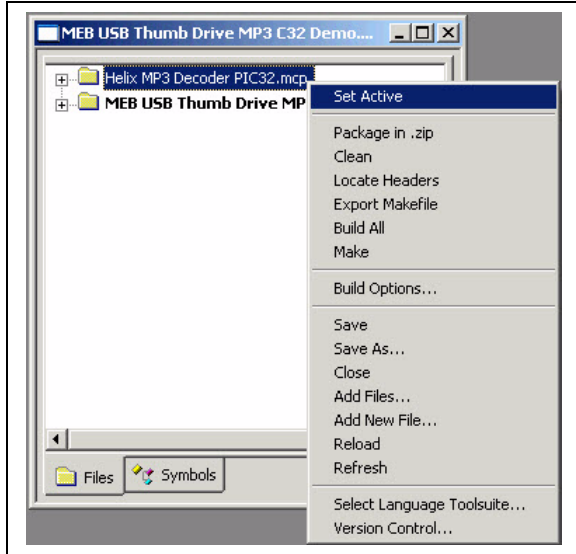 MEB USB Thumb Drive MP3 C32 Demo....
Helix MP3 Decoder PIC32.mcp
MEB USB Thumb Drive MP
Set Active
Package in .zip
Clean
Locate Headers
Export Makefile
Build All
Make
Build Options...
Save
Save As...
Close
Add Files...
Add New File...
Reload
Refresh
Select Language Toolsuite...
Version Control...
Files
Symbols